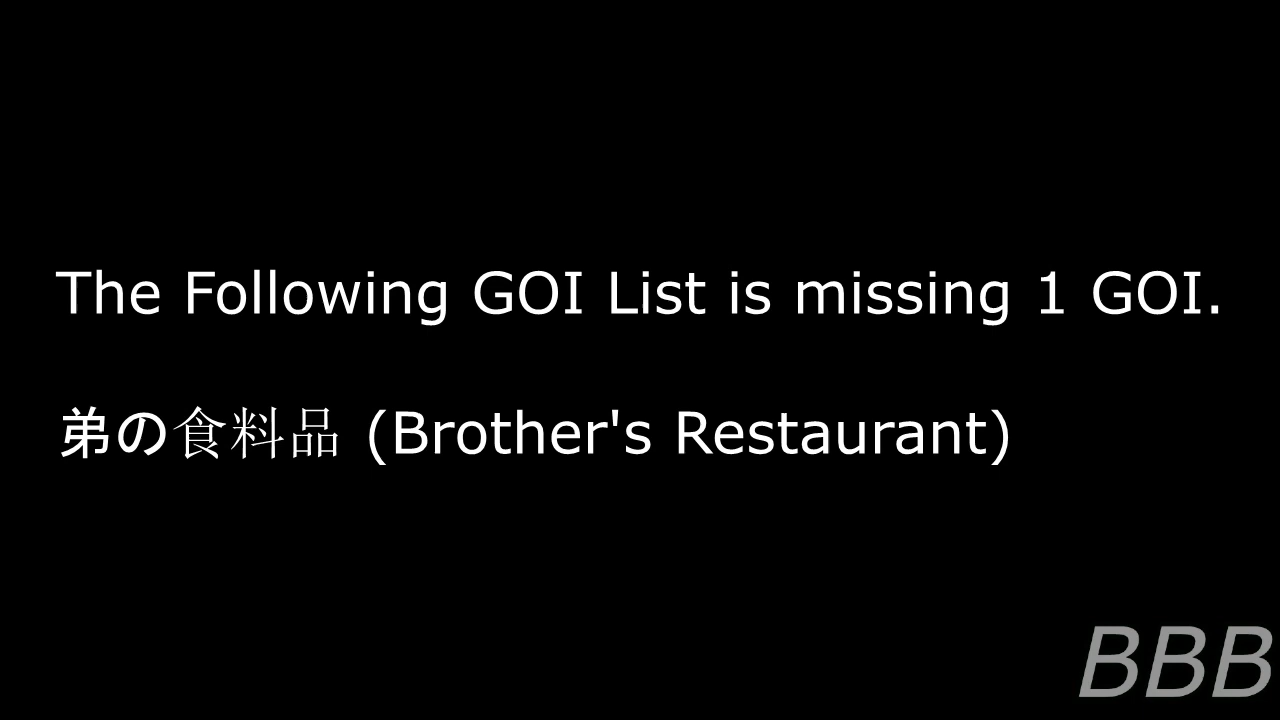 The Following GOI List is missing 1 GOI.
弟の食料品 (Brother's Restaurant)
BBB